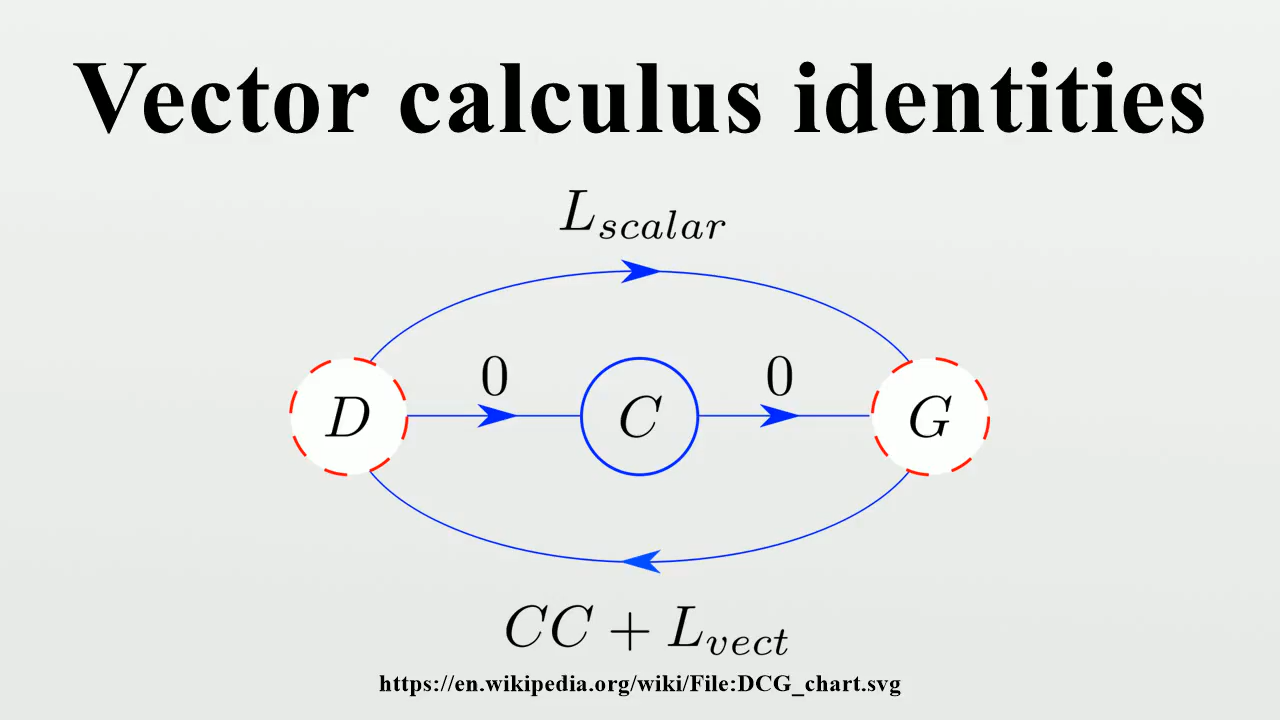 Vector calculus identities
L_scalar
0 0
D C G
CC + L_vect
https://en.wikipedia.org/wiki/File:DCG_chart.svg